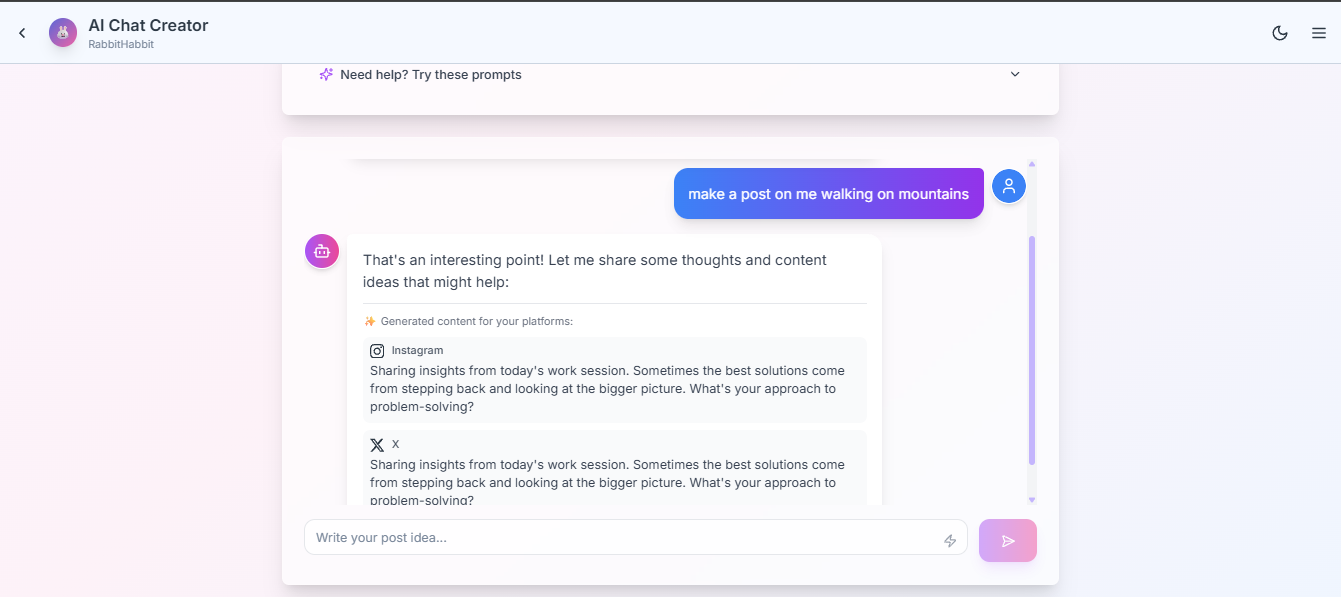 AI Chat Creator
RabbitHabbit
Need help? Try these prompts
make a post on me walking on mountains
That's an interesting point! Let me share some thoughts and content
ideas that might help:
Generated content for your platforms:
Instagram
Sharing insights from today's work session. Sometimes the best solutions come
from stepping back and looking at the bigger picture. What's your approach to
problem-solving?
X
Sharing insights from today's work session. Sometimes the best solutions come
from stepping back and looking at the bigger picture. What's your approach to
problem-solving?
Write your post idea...